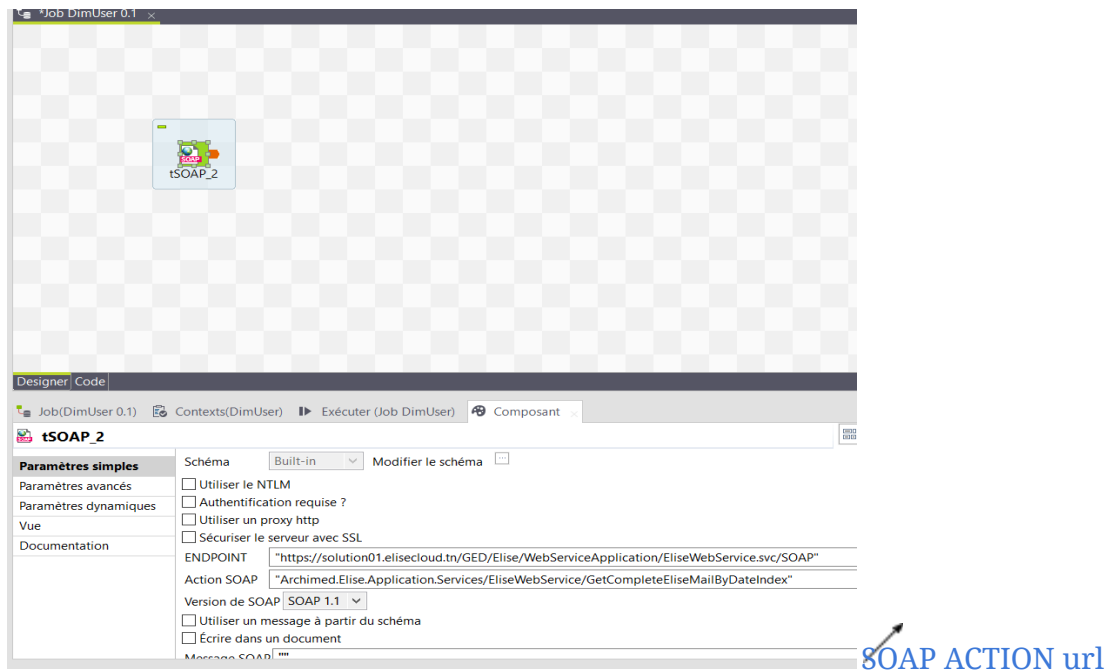 *Job DimUser 0.1
SOAP
tSOAP_2
Designer Code
Job(DimUser 0.1) Contexts(DimUser) Exécuter (Job DimUser) Composant
SOAP tSOAP_2
Paramètres simples
Paramètres avancés
Paramètres dynamiques
Vue
Documentation
Schéma Built-in Modifier le schéma ...
Utiliser le NTLM
Authentification requise ?
Utiliser un proxy http
Sécuriser le serveur avec SSL
ENDPOINT "https://solution01.elisecloud.tn/GED/Elise/WebServiceApplication/EliseWebService.svc/SOAP"
Action SOAP "Archimed.Elise.Application.Services/EliseWebService/GetCompleteEliseMailByDateIndex"
Version de SOAP SOAP 1.1
Utiliser un message à partir du schéma
Écrire dans un document
Message SOAP ""
SOAP ACTION url